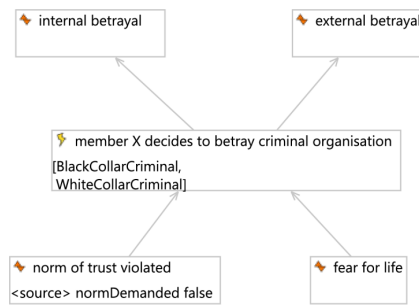 internal betrayal
external betrayal
member X decides to betray criminal organisation
[BlackCollarCriminal,
WhiteCollarCriminal]
norm of trust violated
<source> normDemanded false
fear for life